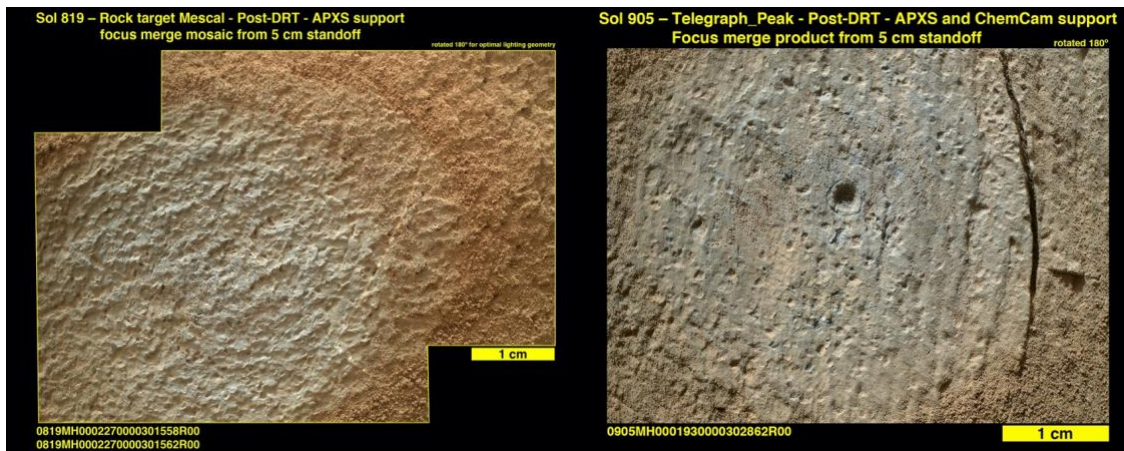 Sol 819 – Rock target Mescal - Post-DRT - APXS support
focus merge mosaic from 5 cm standoff
rotated 180° for optimal lighting geometry
1 cm
0819MH0002270000301558R00
0819MH0002270000301562R00
Sol 905 – Telegraph_Peak - Post-DRT - APXS and ChemCam support
Focus merge product from 5 cm standoff
rotated 180°
0905MH0001930000302862R00
1 cm